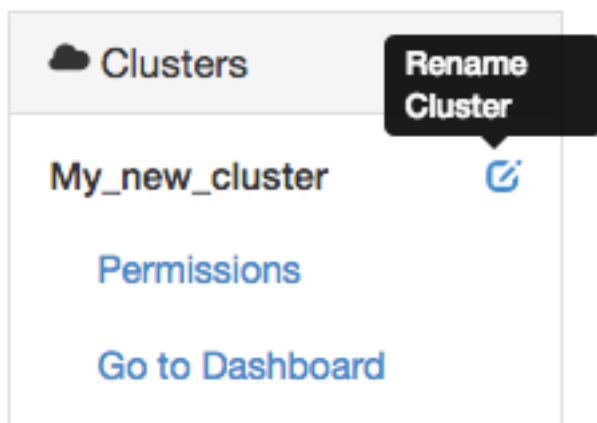 Clusters
Rename
Cluster
My_new_cluster
Permissions
Go to Dashboard